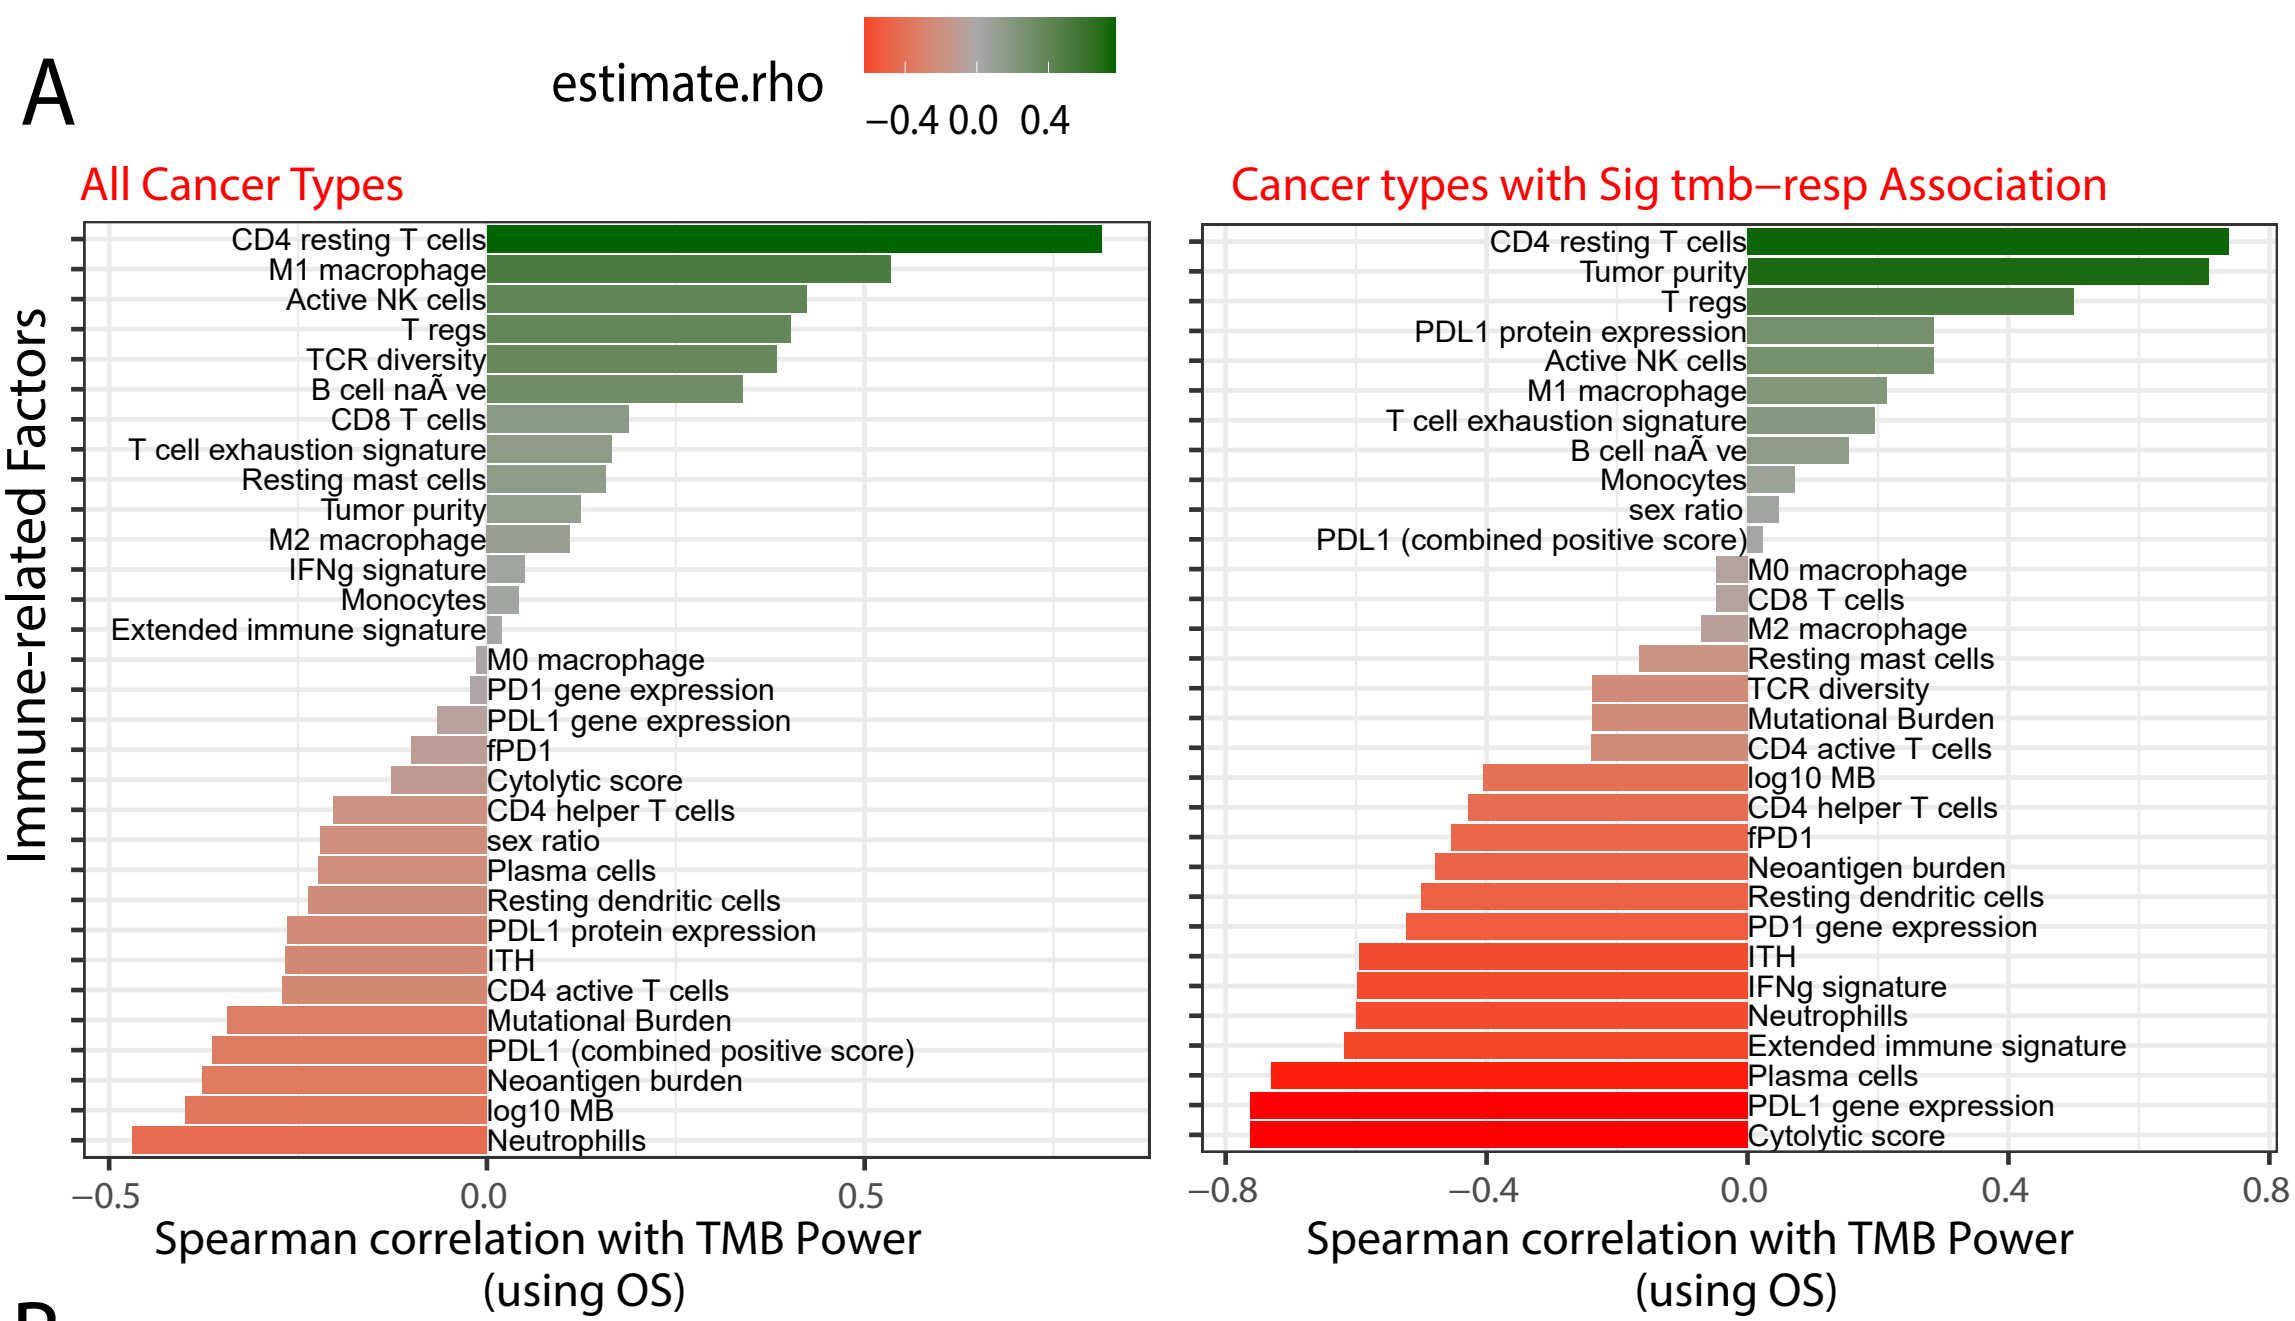 A
estimate.rho
−0.4 0.0 0.4
All Cancer Types
Immune-related Factors
CD4 resting T cells
M1 macrophage
Active NK cells
T regs
TCR diversity
B cell naÃ ve
CD8 T cells
T cell exhaustion signature
Resting mast cells
Tumor purity
M2 macrophage
IFNg signature
Monocytes
Extended immune signature
M0 macrophage
PD1 gene expression
PDL1 gene expression
fPD1
Cytolytic score
CD4 helper T cells
sex ratio
Plasma cells
Resting dendritic cells
PDL1 protein expression
ITH
CD4 active T cells
Mutational Burden
PDL1 (combined positive score)
Neoantigen burden
log10 MB
Neutrophills
−0.5 0.0 0.5
Spearman correlation with TMB Power
(using OS)
Cancer types with Sig tmb−resp Association
CD4 resting T cells
Tumor purity
T regs
PDL1 protein expression
Active NK cells
M1 macrophage
T cell exhaustion signature
B cell naÃ ve
Monocytes
sex ratio
PDL1 (combined positive score)
M0 macrophage
CD8 T cells
M2 macrophage
Resting mast cells
TCR diversity
Mutational Burden
CD4 active T cells
log10 MB
CD4 helper T cells
fPD1
Neoantigen burden
Resting dendritic cells
PD1 gene expression
ITH
IFNg signature
Neutrophills
Extended immune signature
Plasma cells
PDL1 gene expression
Cytolytic score
−0.8 −0.4 0.0 0.4 0.8
Spearman correlation with TMB Power
(using OS)